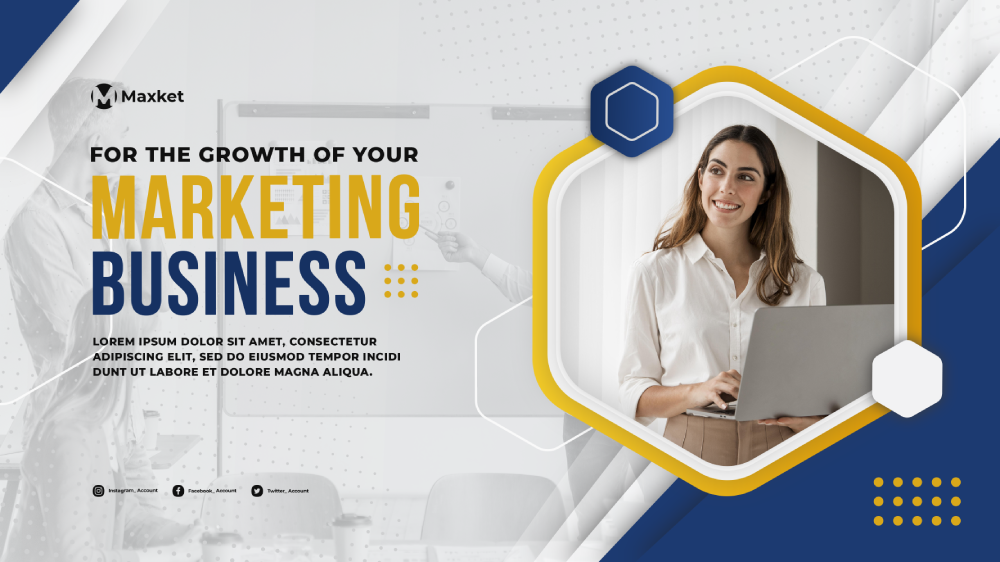 Maxket
FOR THE GROWTH OF YOUR
MARKETING
BUSINESS
LOREM IPSUM DOLOR SIT AMET, CONSECTETUR
ADIPISCING ELIT, SED DO EIUSMOD TEMPOR INCIDI
DUNT UT LABORE ET DOLORE MAGNA ALIQUA.
Instagram_Account Facebook_Account Twitter_Account